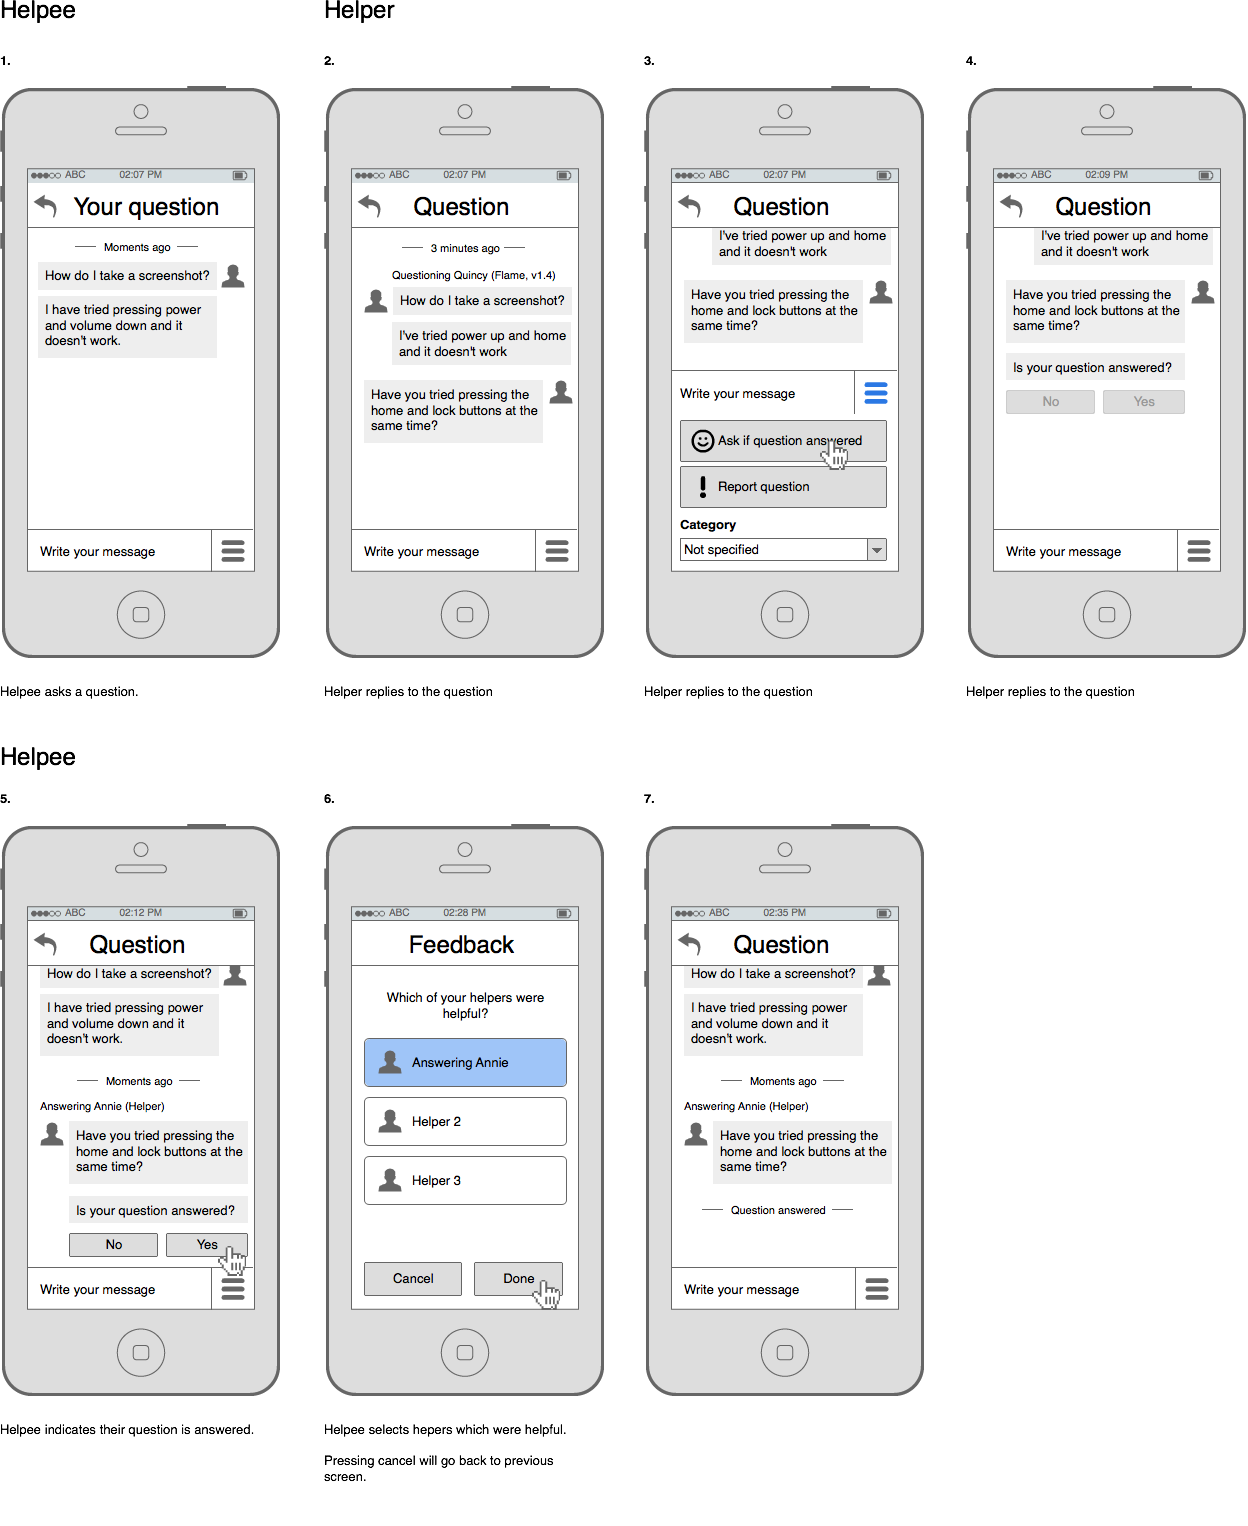 Helpee
Helper
1.
2.
3.
4.
ABC 02:07 PM
Your question
Moments ago
How do I take a screenshot?
I have tried pressing power
and volume down and it
doesn't work.
Write your message
Helpee asks a question.
ABC 02:07 PM
Question
3 minutes ago
Questioning Quincy (Flame, v1.4)
How do I take a screenshot?
I've tried power up and home
and it doesn't work
Have you tried pressing the
home and lock buttons at the
same time?
Write your message
Helper replies to the question
ABC 02:07 PM
Question
I've tried power up and home
and it doesn't work
Have you tried pressing the
home and lock buttons at the
same time?
Write your message
Ask if question answered
Report question
Category
Not specified
Helper replies to the question
ABC 02:09 PM
Question
I've tried power up and home
and it doesn't work
Have you tried pressing the
home and lock buttons at the
same time?
Is your question answered?
No Yes
Write your message
Helper replies to the question
Helpee
5.
6.
7.
ABC 02:12 PM
Question
How do I take a screenshot?
I have tried pressing power
and volume down and it
doesn't work.
Moments ago
Answering Annie (Helper)
Have you tried pressing the
home and lock buttons at the
same time?
Is your question answered?
No Yes
Write your message
Helpee indicates their question is answered.
ABC 02:28 PM
Feedback
Which of your helpers were
helpful?
Answering Annie
Helper 2
Helper 3
Cancel Done
Helpee selects hepers which were helpful.
Pressing cancel will go back to previous
screen.
ABC 02:35 PM
Question
How do I take a screenshot?
I have tried pressing power
and volume down and it
doesn't work.
Moments ago
Answering Annie (Helper)
Have you tried pressing the
home and lock buttons at the
same time?
Question answered
Write your message